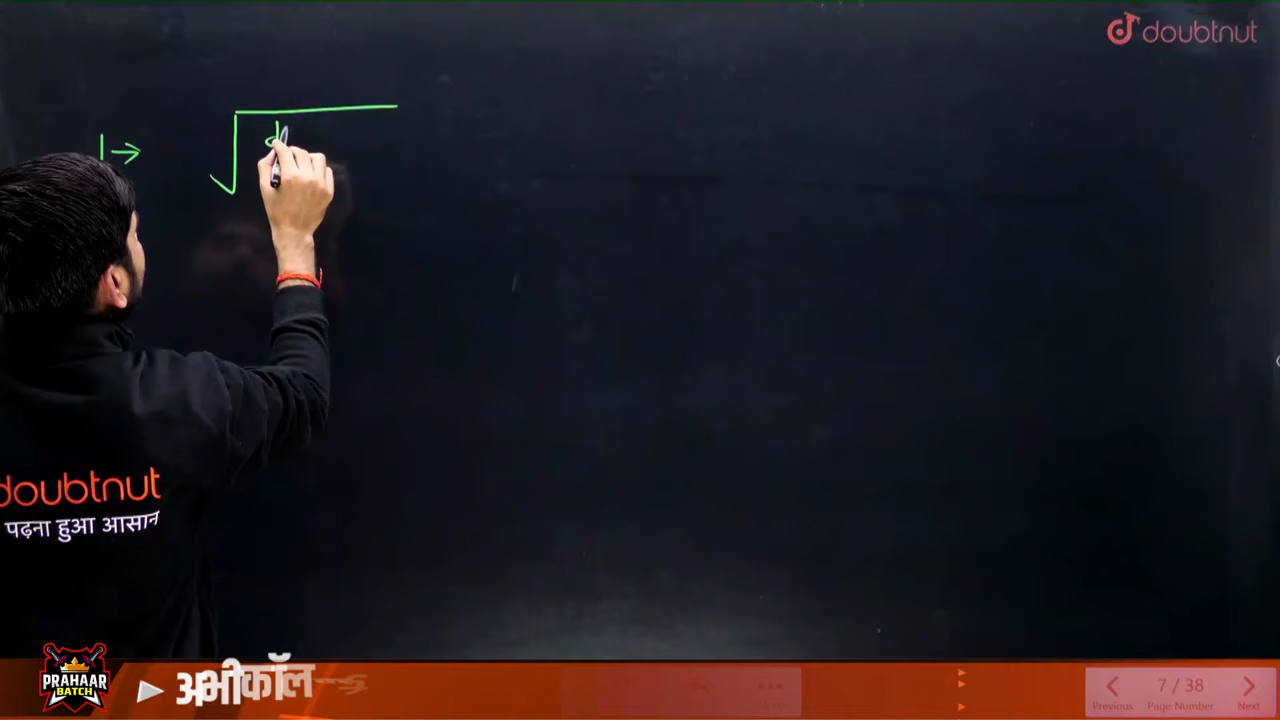 doubtnut
1 →
√
doubtnut
पढ़ना हुआ आसान
PRAHAAR
BATCH
अभी कॉल
7 / 38
Previous Page Number Next